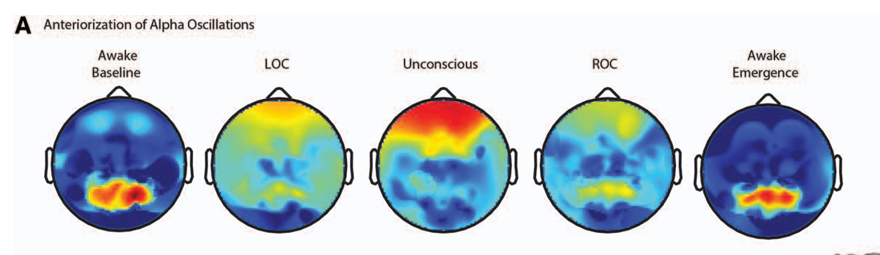 A Anteriorization of Alpha Oscillations
Awake
Baseline
LOC
Unconscious
ROC
Awake
Emergence